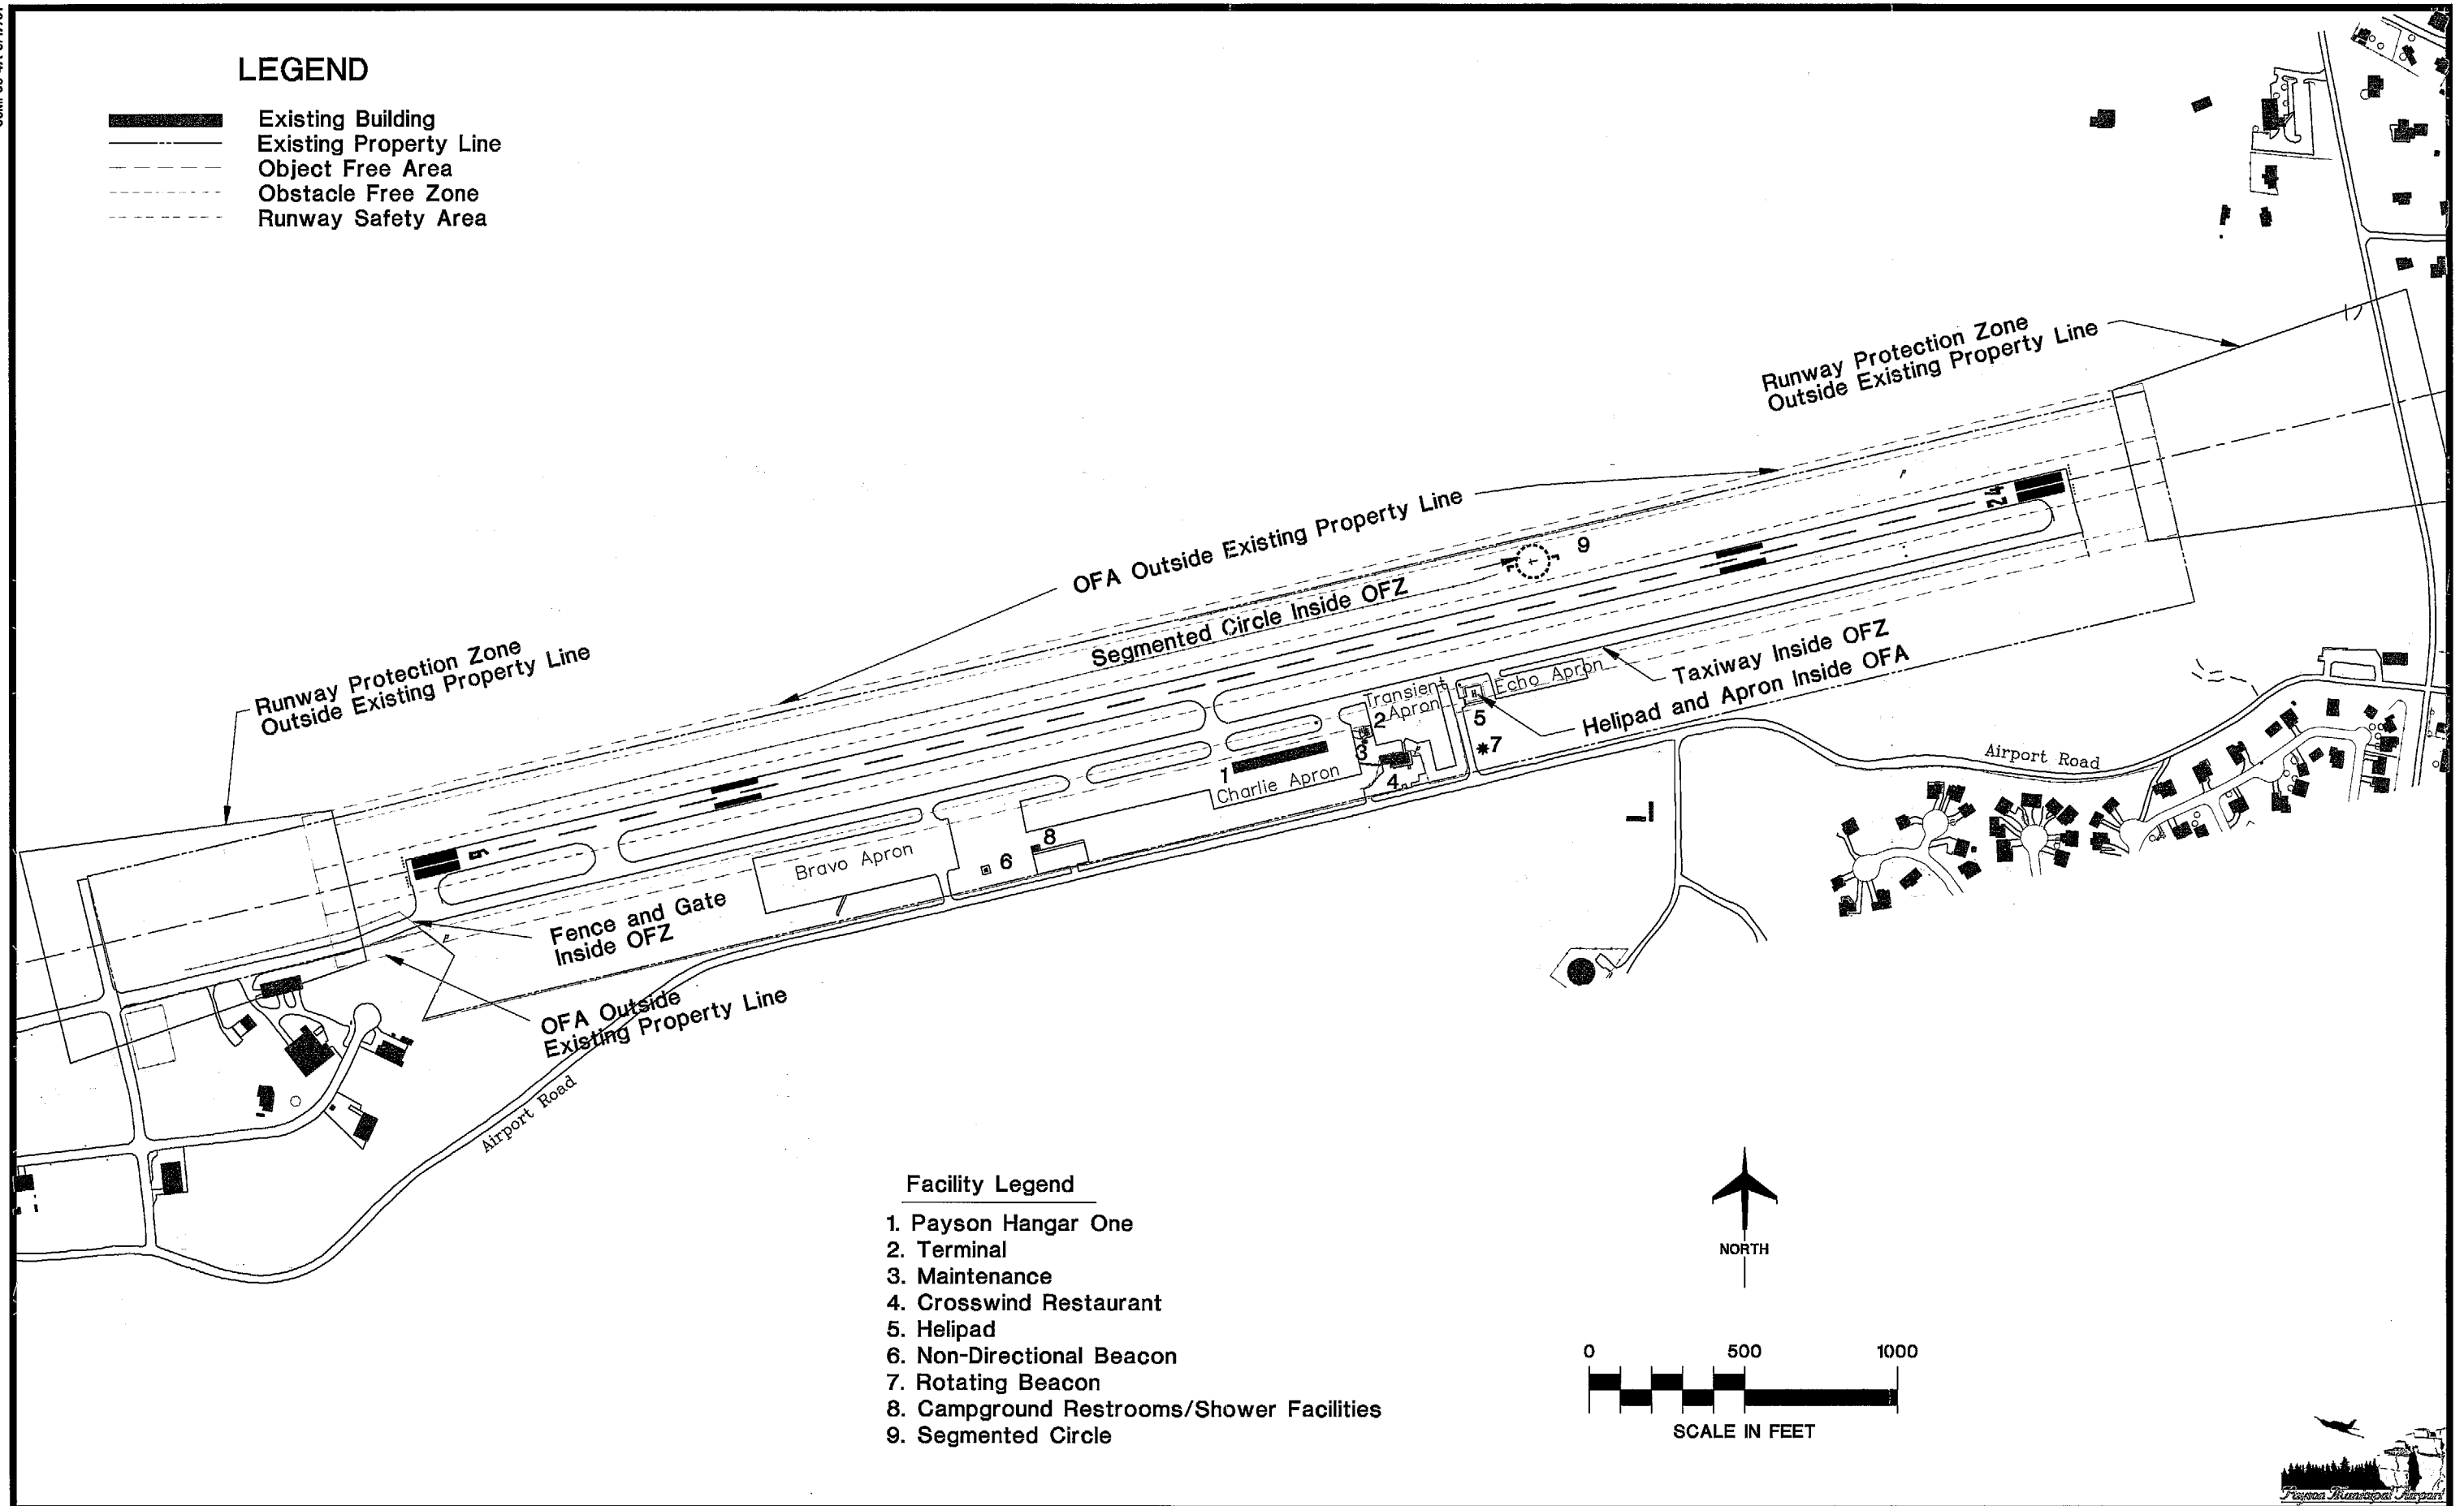 LEGEND
Existing Building
Existing Property Line
Object Free Area
Obstacle Free Zone
Runway Safety Area
Runway Protection Zone
Outside Existing Property Line
OFA Outside Existing Property Line
9
24
Segmented Circle Inside OFZ
Runway Protection Zone
Outside Existing Property Line
Taxiway Inside OFZ
Helipad and Apron Inside OFA
Transient
Apron
H
Echo Apron
2
5
7
3
4
1
Charlie Apron
Airport Road
8
6
Bravo Apron
Fence and Gate
Inside OFZ
OFA Outside
Existing Property Line
Airport Road
Facility Legend
1. Payson Hangar One
2. Terminal
3. Maintenance
4. Crosswind Restaurant
5. Helipad
6. Non-Directional Beacon
7. Rotating Beacon
8. Campground Restrooms/Shower Facilities
9. Segmented Circle
NORTH
0 500 1000
SCALE IN FEET
Payson Municipal Airport